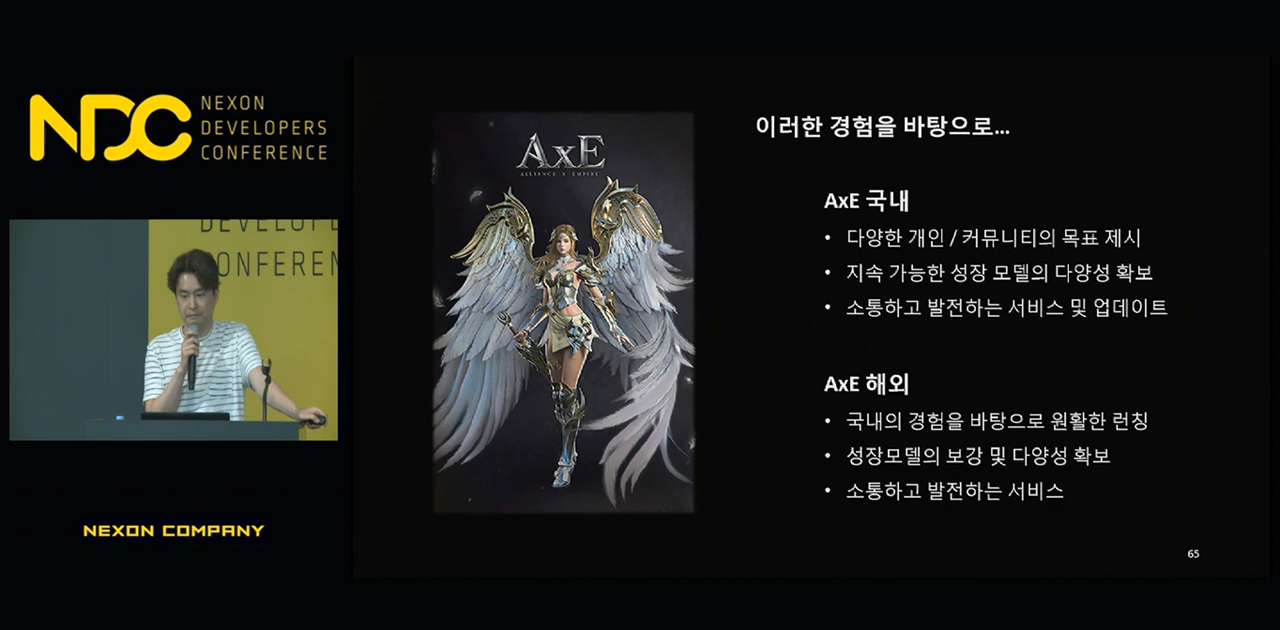 NDC
NEXON
DEVELOPERS
CONFERENCE
DEVELOPE
ONFEREN
NEXON COMPANY
AxE
ALLIANCE X EMPIRE
이러한 경험을 바탕으로...
AxE 국내
• 다양한 개인 / 커뮤니티의 목표 제시
• 지속 가능한 성장 모델의 다양성 확보
• 소통하고 발전하는 서비스 및 업데이트
AxE 해외
• 국내의 경험을 바탕으로 원활한 런칭
• 성장모델의 보강 및 다양성 확보
• 소통하고 발전하는 서비스
65